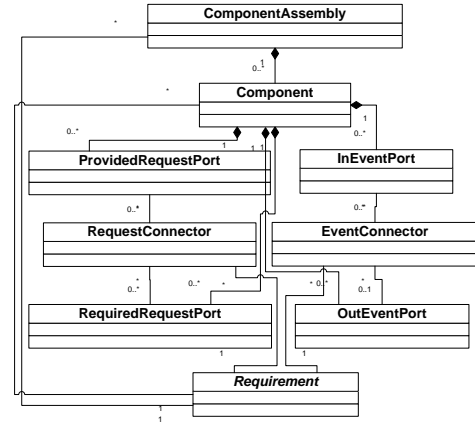 *
ComponentAssembly
1
0..*
*
Component
1
0..*
0..*
1
1
1
ProvidedRequestPort
InEventPort
0..*
0..*
RequestConnector
EventConnector
*
0..*
0..*
*
*
0..*
*
0..1
RequiredRequestPort
OutEventPort
1
1
Requirement
1
1